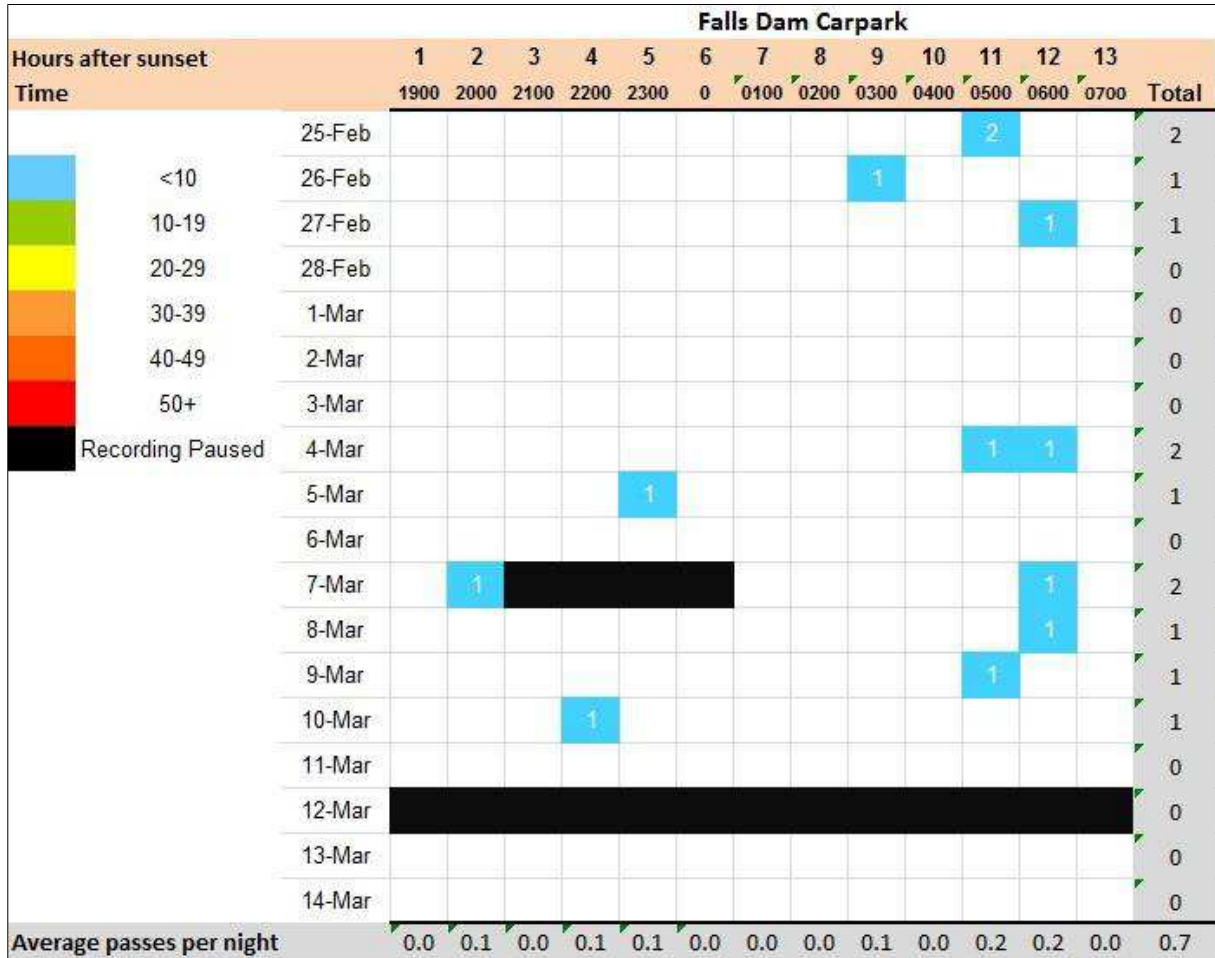 Falls Dam Carpark
Hours after sunset 1 2 3 4 5 6 7 8 9 10 11 12 13
Time 1900 2000 2100 2200 2300 0 0100 0200 0300 0400 0500 0600 0700 Total
25-Feb 2 2
<10 26-Feb 1 1
10-19 27-Feb 1 1
20-29 28-Feb 0
30-39 1-Mar 0
40-49 2-Mar 0
50+ 3-Mar 0
Recording Paused 4-Mar 1 1 2
5-Mar 1 1
6-Mar 0
7-Mar 1 1 2
8-Mar 1 1
9-Mar 1 1
10-Mar 1 1
11-Mar 0
12-Mar 0
13-Mar 0
14-Mar 0
Average passes per night 0.0 0.1 0.0 0.1 0.1 0.0 0.0 0.0 0.1 0.0 0.2 0.2 0.0 0.7